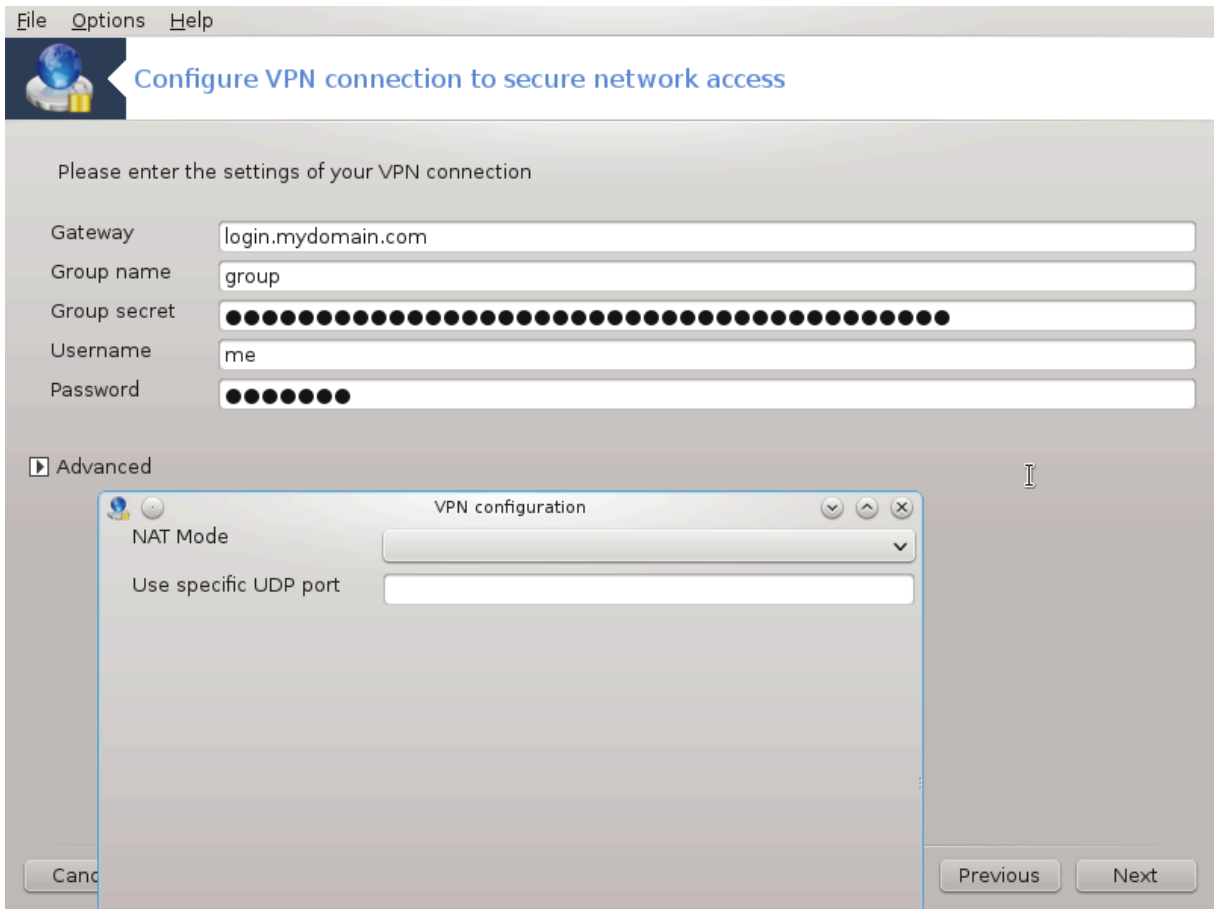 File Options Help
Configure VPN connection to secure network access
Please enter the settings of your VPN connection
Gateway login.mydomain.com
Group name group
Group secret ●●●●●●●●●●●●●●●●●●●●●●●●●●●●●●●●●●●●●●●●
Username me
Password ●●●●●●●
Advanced
VPN configuration
NAT Mode
Use specific UDP port
Canc Previous Next